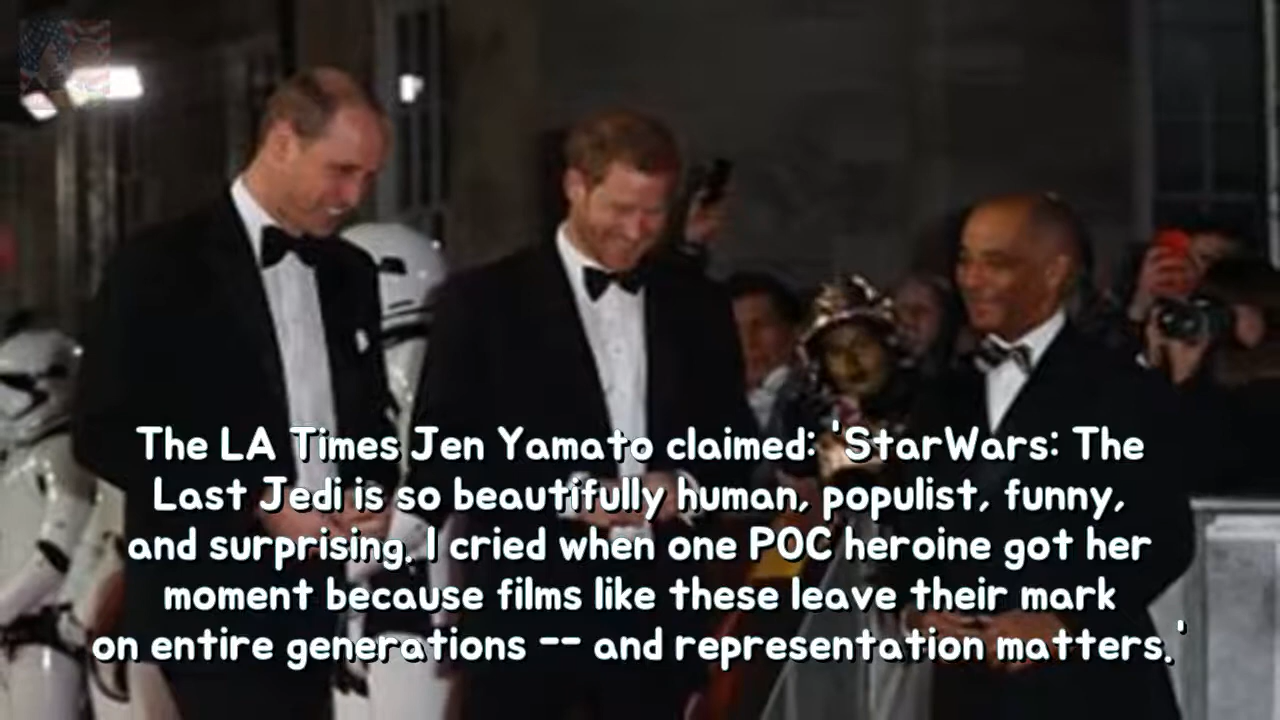 The LA Times Jen Yamato claimed: 'StarWars: The
Last Jedi is so beautifully human, populist, funny,
and surprising. I cried when one POC heroine got her
moment because films like these leave their mark
on entire generations -- and representation matters.'